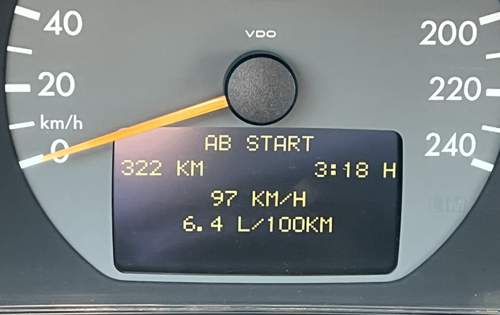 40
VDO
200
20
220
km/h
0
240
AB START
322 KM 3:18 H
97 KM/H
6.4 L/100KM